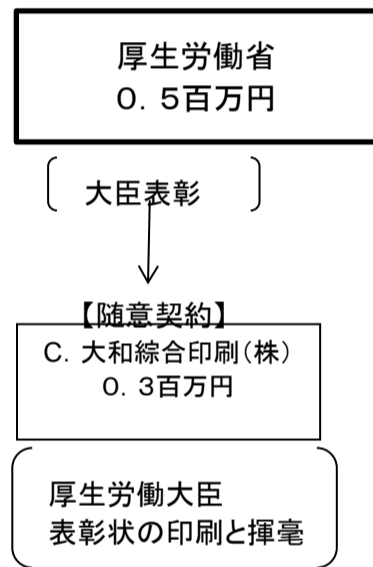 厚生労働省
０．５百万円
大臣表彰
【随意契約】
C．大和綜合印刷（株）
０．３百万円
厚生労働大臣
表彰状の印刷と揮毫